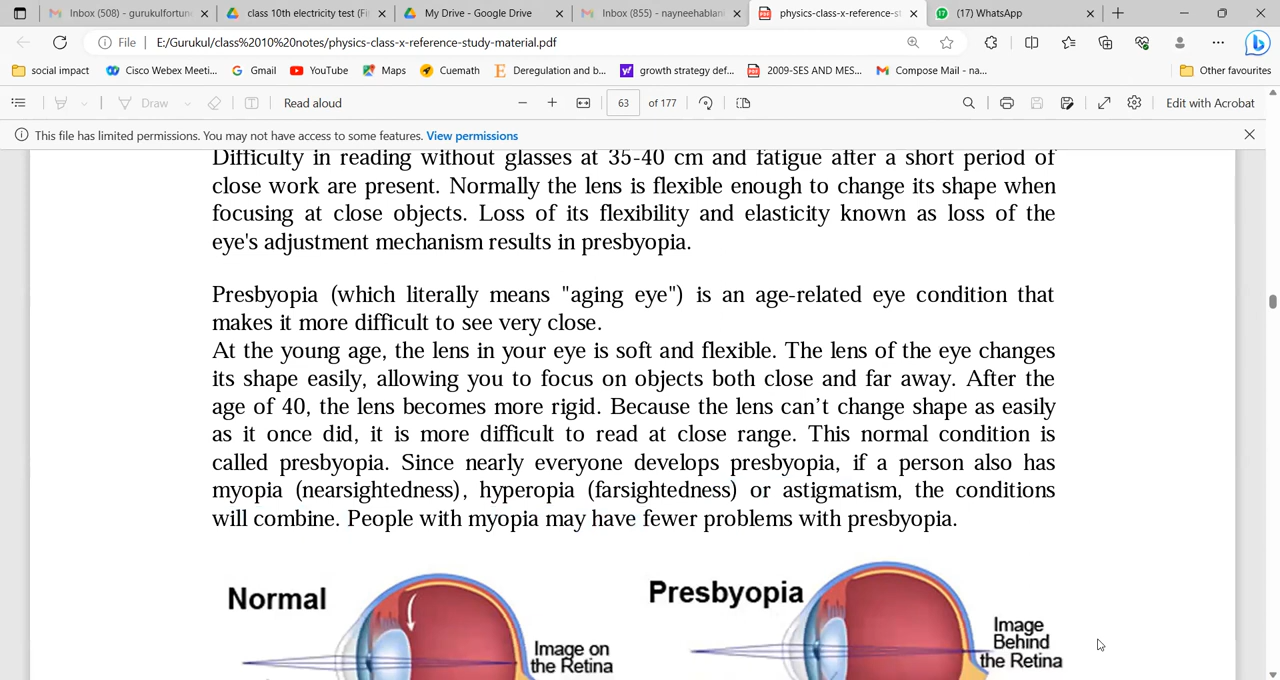 Inbox (508) - gurukulfortun
class 10th electricity test (Fi
My Drive - Google Drive
Inbox (855) - nayneehablan
physics-class-x-reference-st
(17) WhatsApp
File
E:/Gurukul/class%2010%20notes/physics-class-x-reference-study-material.pdf
social impact
Cisco Webex Meeti...
Gmail
YouTube
Maps
Cuemath
Deregulation and b...
growth strategy def...
2009-SES AND MES...
Compose Mail - na...
Other favourites
Draw
Read aloud
63 of 177
Edit with Acrobat
This file has limited permissions. You may not have access to some features. View permissions
Difficulty in reading without glasses at 35-40 cm and fatigue after a short period of
close work are present. Normally the lens is flexible enough to change its shape when
focusing at close objects. Loss of its flexibility and elasticity known as loss of the
eye's adjustment mechanism results in presbyopia.
Presbyopia (which literally means "aging eye") is an age-related eye condition that
makes it more difficult to see very close.
At the young age, the lens in your eye is soft and flexible. The lens of the eye changes
its shape easily, allowing you to focus on objects both close and far away. After the
age of 40, the lens becomes more rigid. Because the lens can’t change shape as easily
as it once did, it is more difficult to read at close range. This normal condition is
called presbyopia. Since nearly everyone develops presbyopia, if a person also has
myopia (nearsightedness), hyperopia (farsightedness) or astigmatism, the conditions
will combine. People with myopia may have fewer problems with presbyopia.
Normal
Image on
the Retina
Presbyopia
Image
Behind
the Retina